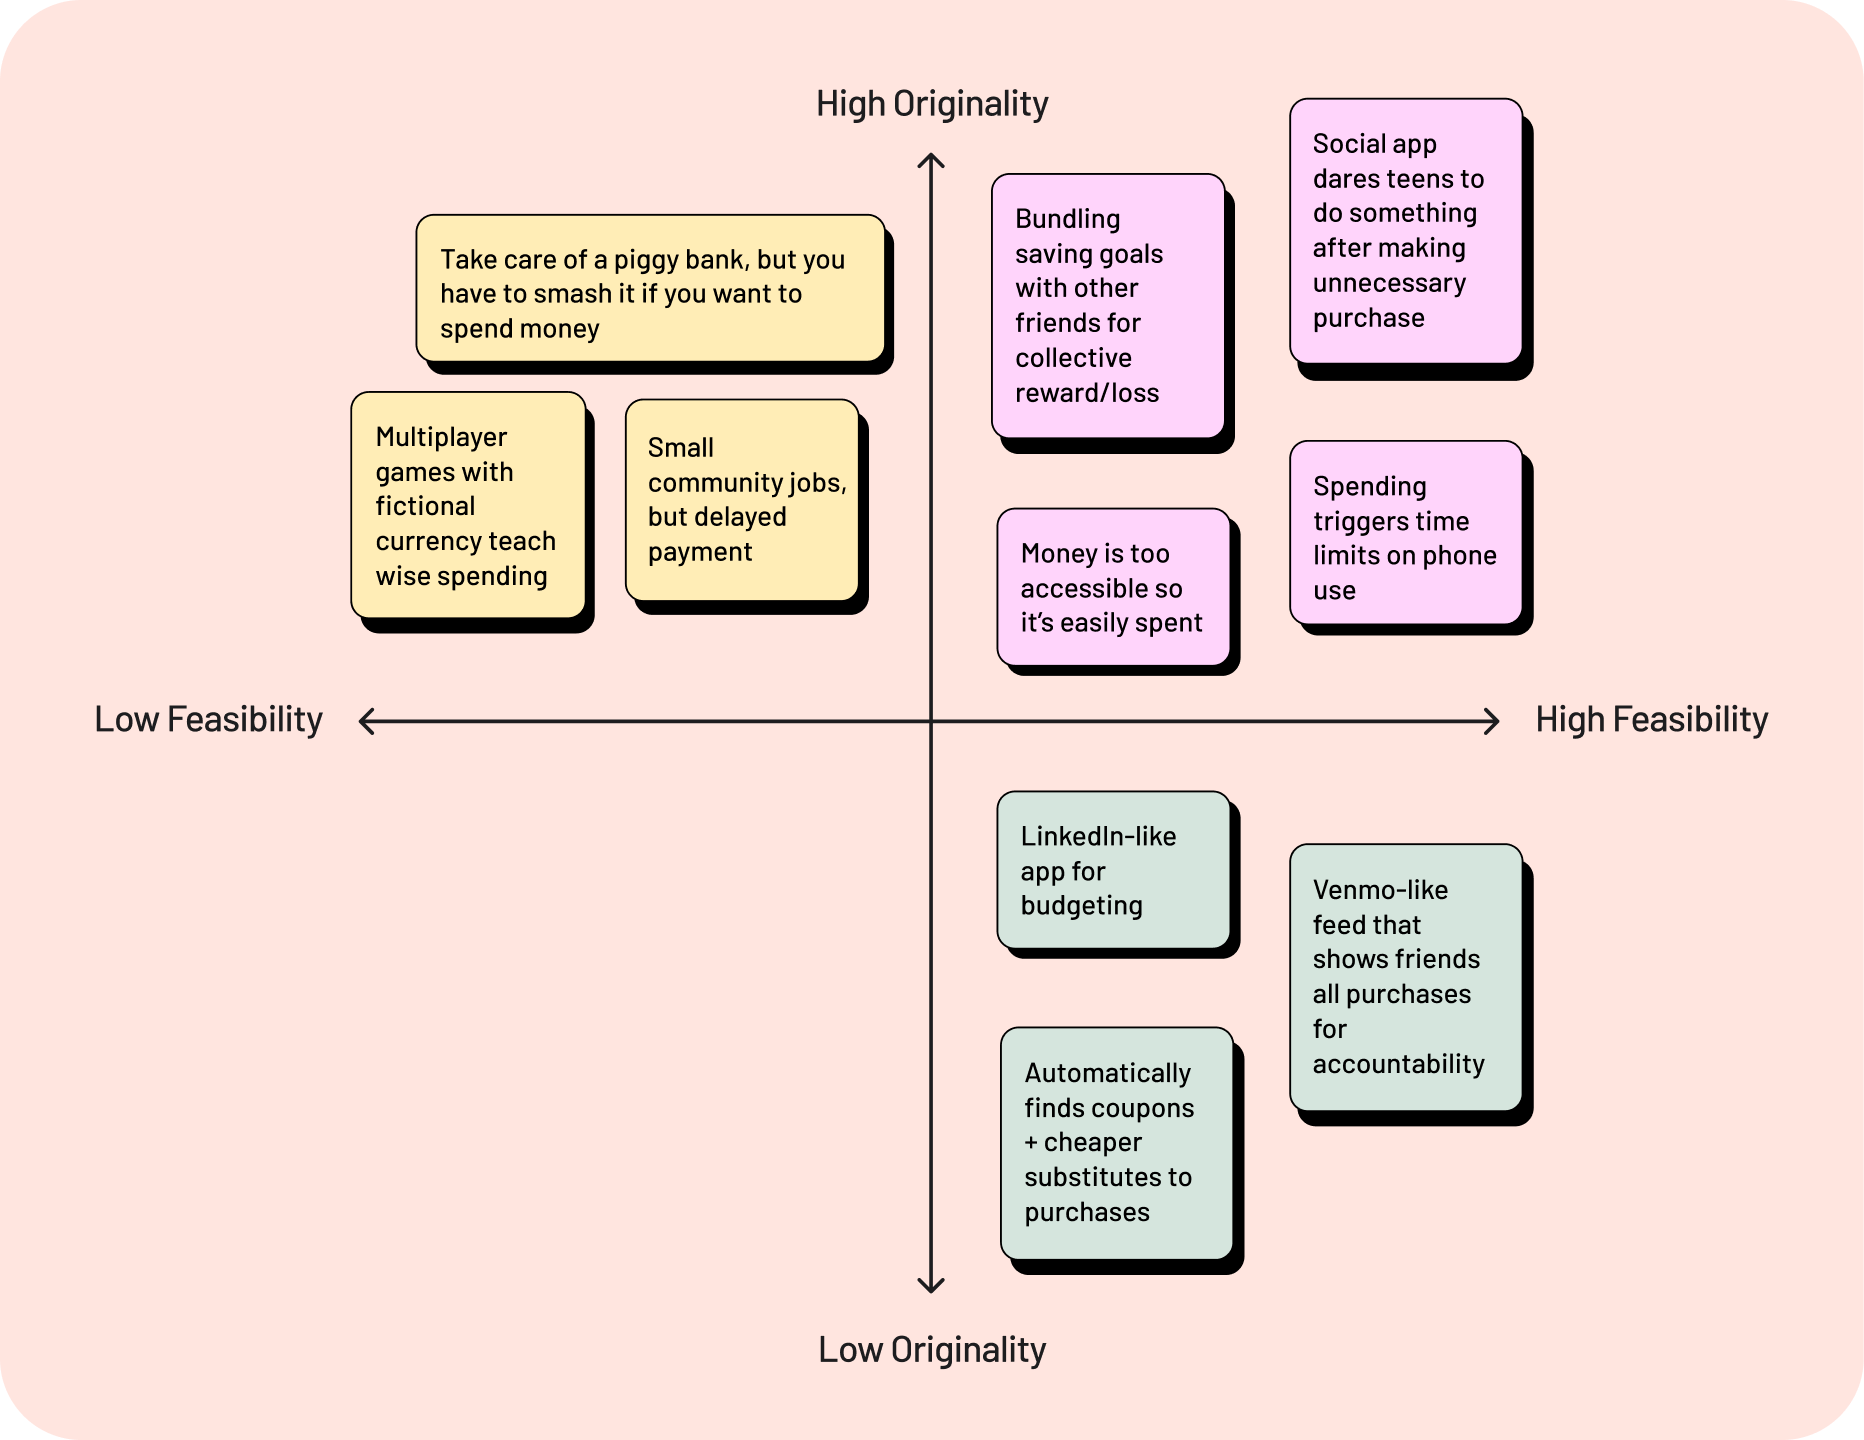 High Originality
Take care of a piggy bank, but you
have to smash it if you want to
spend money
Multiplayer
games with
fictional
currency teach
wise spending
Small
community jobs,
but delayed
payment
Bundling
saving goals
with other
friends for
collective
reward/loss
Social app
dares teens to
do something
after making
unnecessary
purchase
Money is too
accessible so
it’s easily spent
Spending
triggers time
limits on phone
use
Low Feasibility
High Feasibility
LinkedIn-like
app for
budgeting
Venmo-like
feed that
shows friends
all purchases
for
accountability
Automatically
finds coupons
+ cheaper
substitutes to
purchases
Low Originality